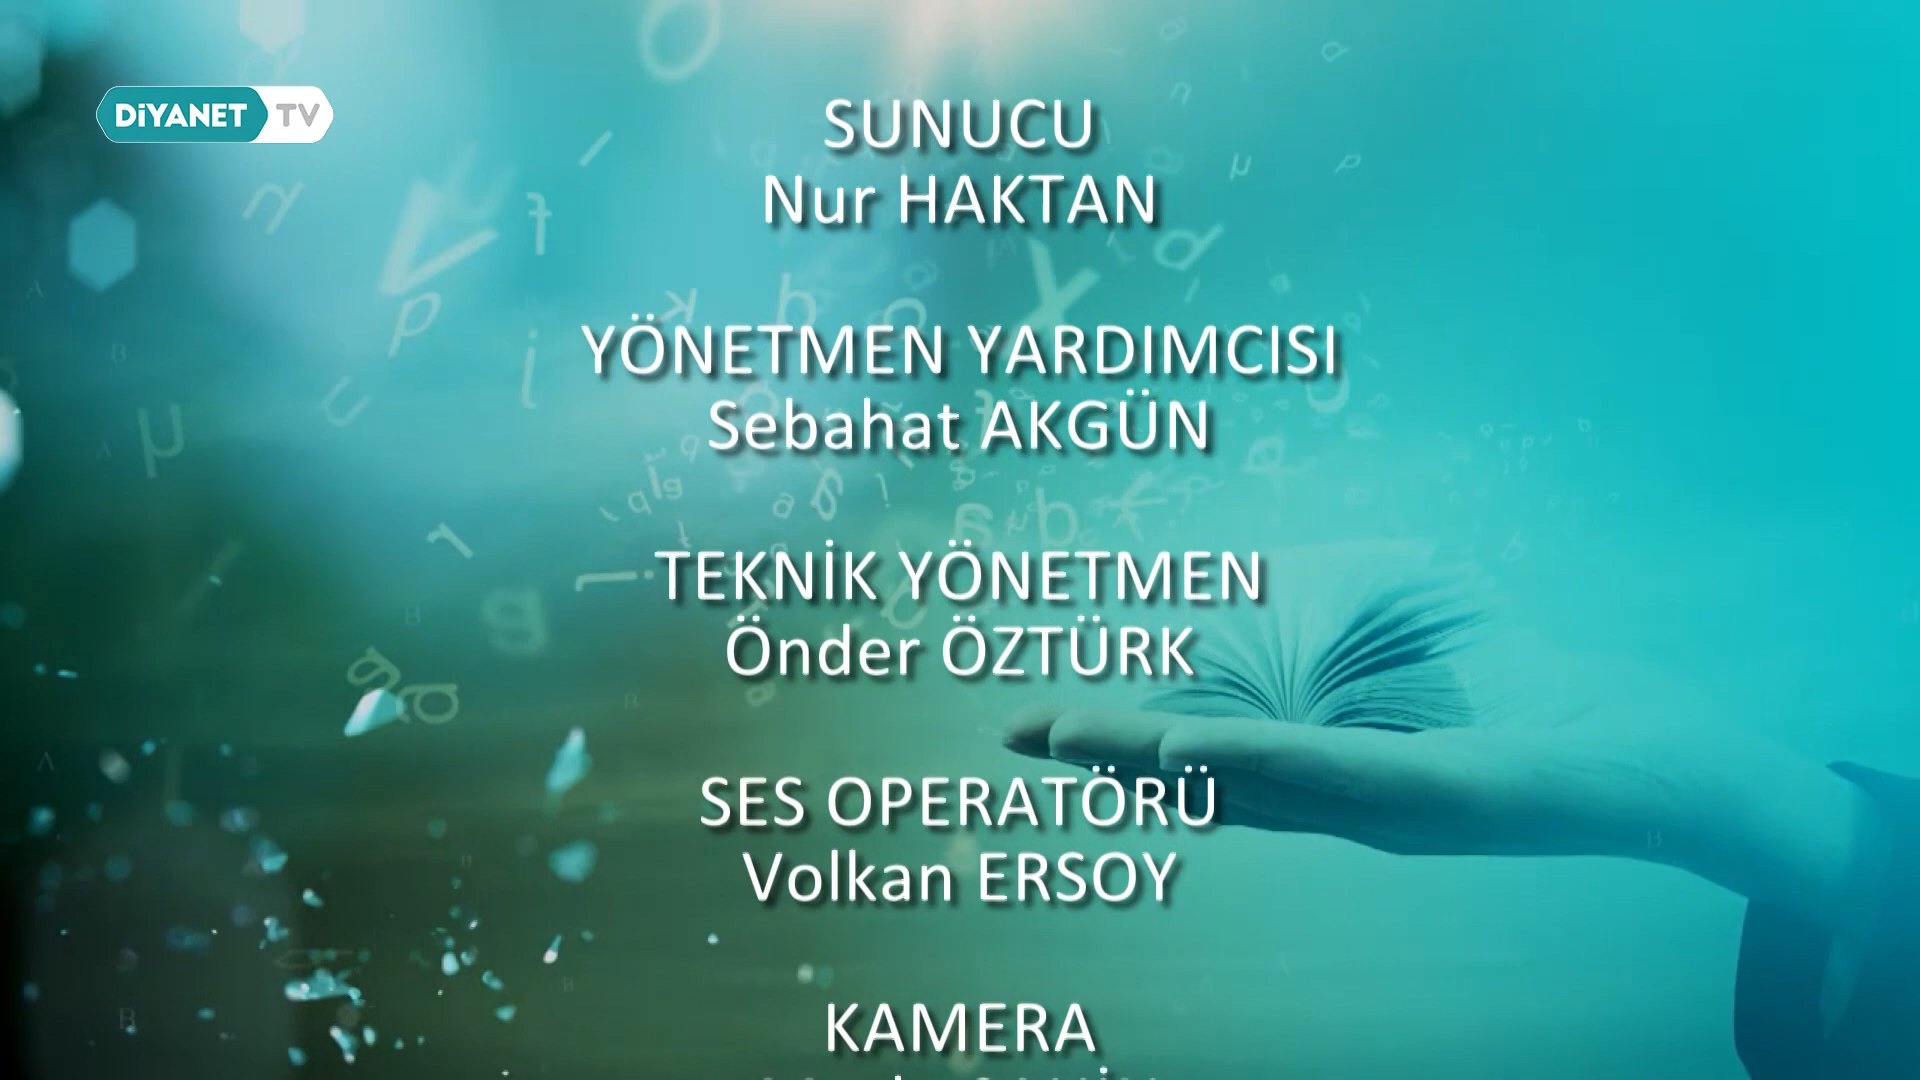 DİYANET TV
SUNUCU
Nur HAKTAN
YÖNETMEN YARDIMCISI
Sebahat AKGÜN
TEKNİK YÖNETMEN
Önder ÖZTÜRK
SES OPERATÖRÜ
Volkan ERSOY
KAMERA